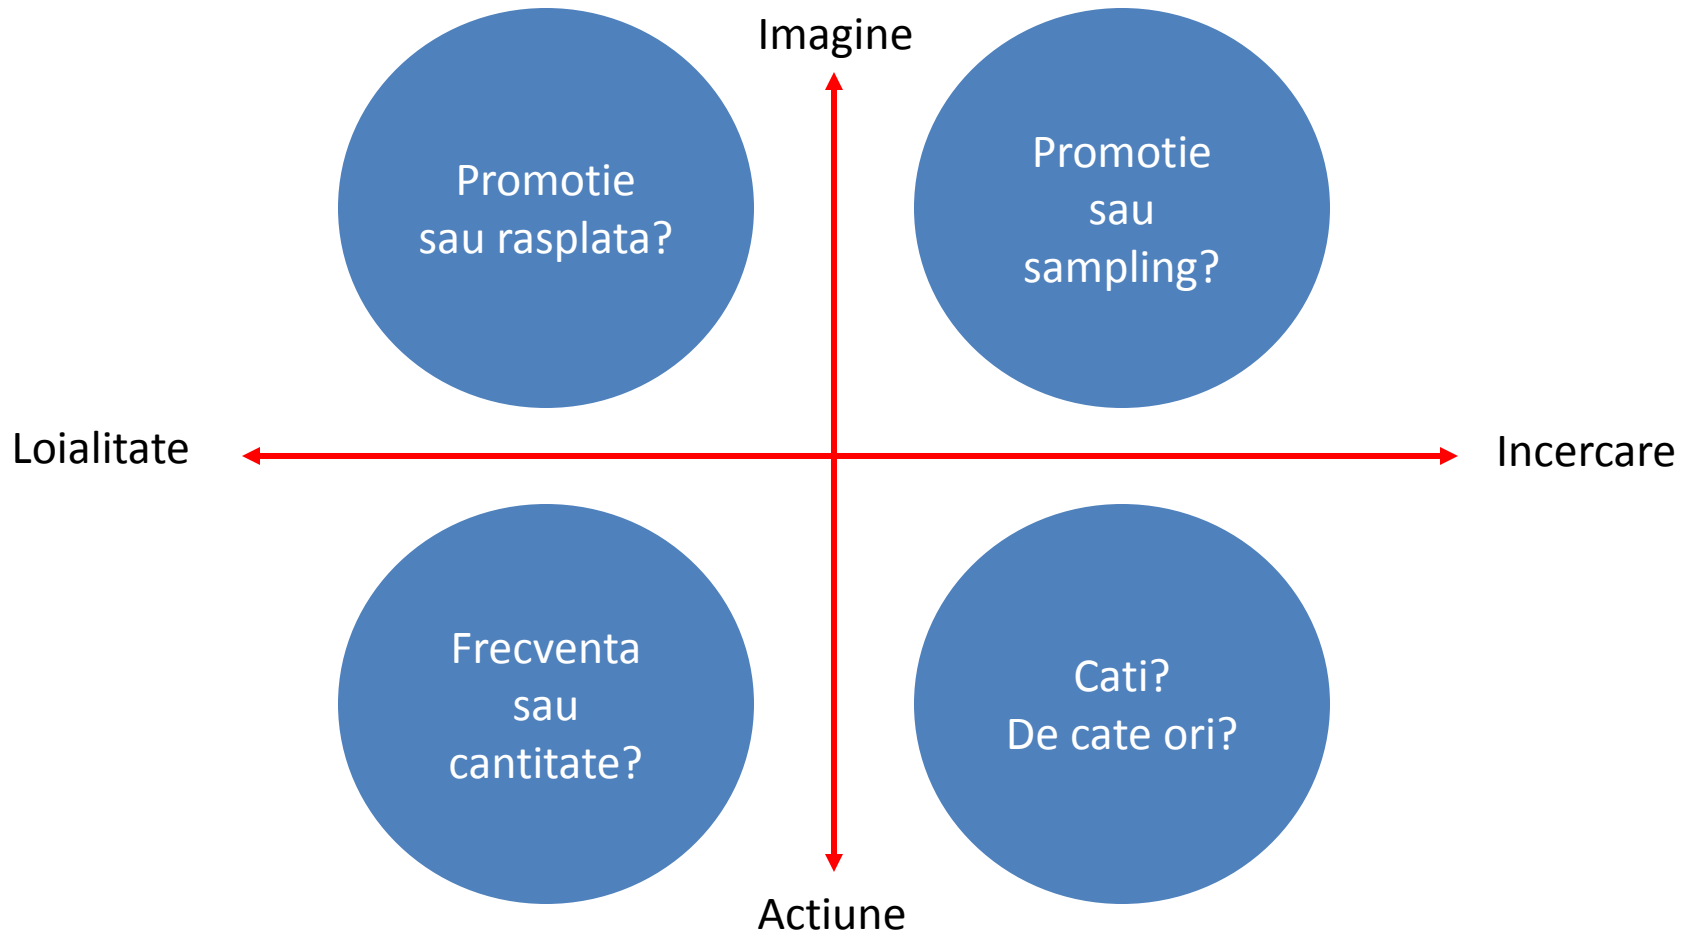 Imagine
Promotie
sau rasplata?
Promotie
sau
sampling?
Loialitate
Incercare
Frecventa
sau
cantitate?
Cati?
De cate ori?
Actiune